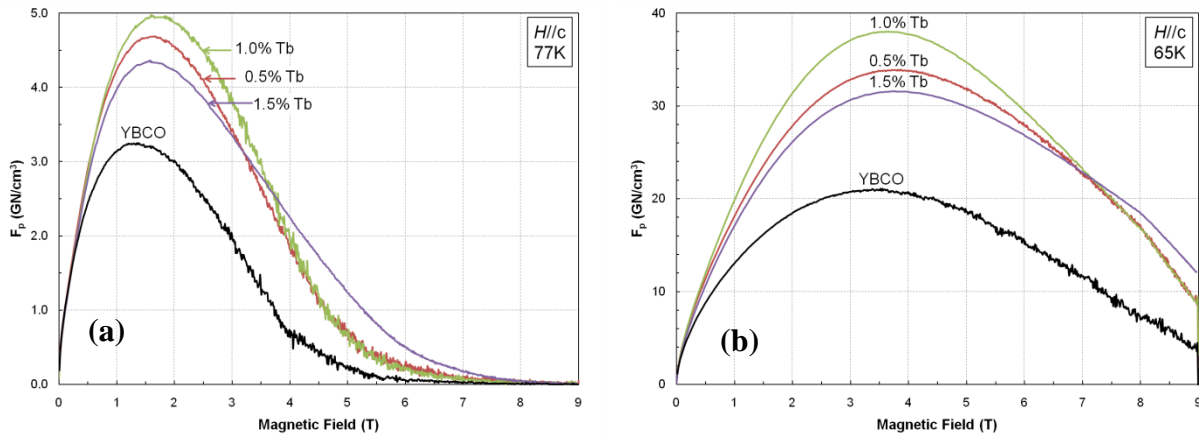 5.0
4.0
3.0
2.0
1.0
0.0
F_p (GN/cm³)
0 1 2 3 4 5 6 7 8 9
Magnetic Field (T)
H//c
77K
1.0% Tb
0.5% Tb
1.5% Tb
YBCO
(a)
40
30
20
10
0
F_p (GN/cm³)
0 1 2 3 4 5 6 7 8 9
Magnetic Field (T)
H//c
65K
1.0% Tb
0.5% Tb
1.5% Tb
YBCO
(b)